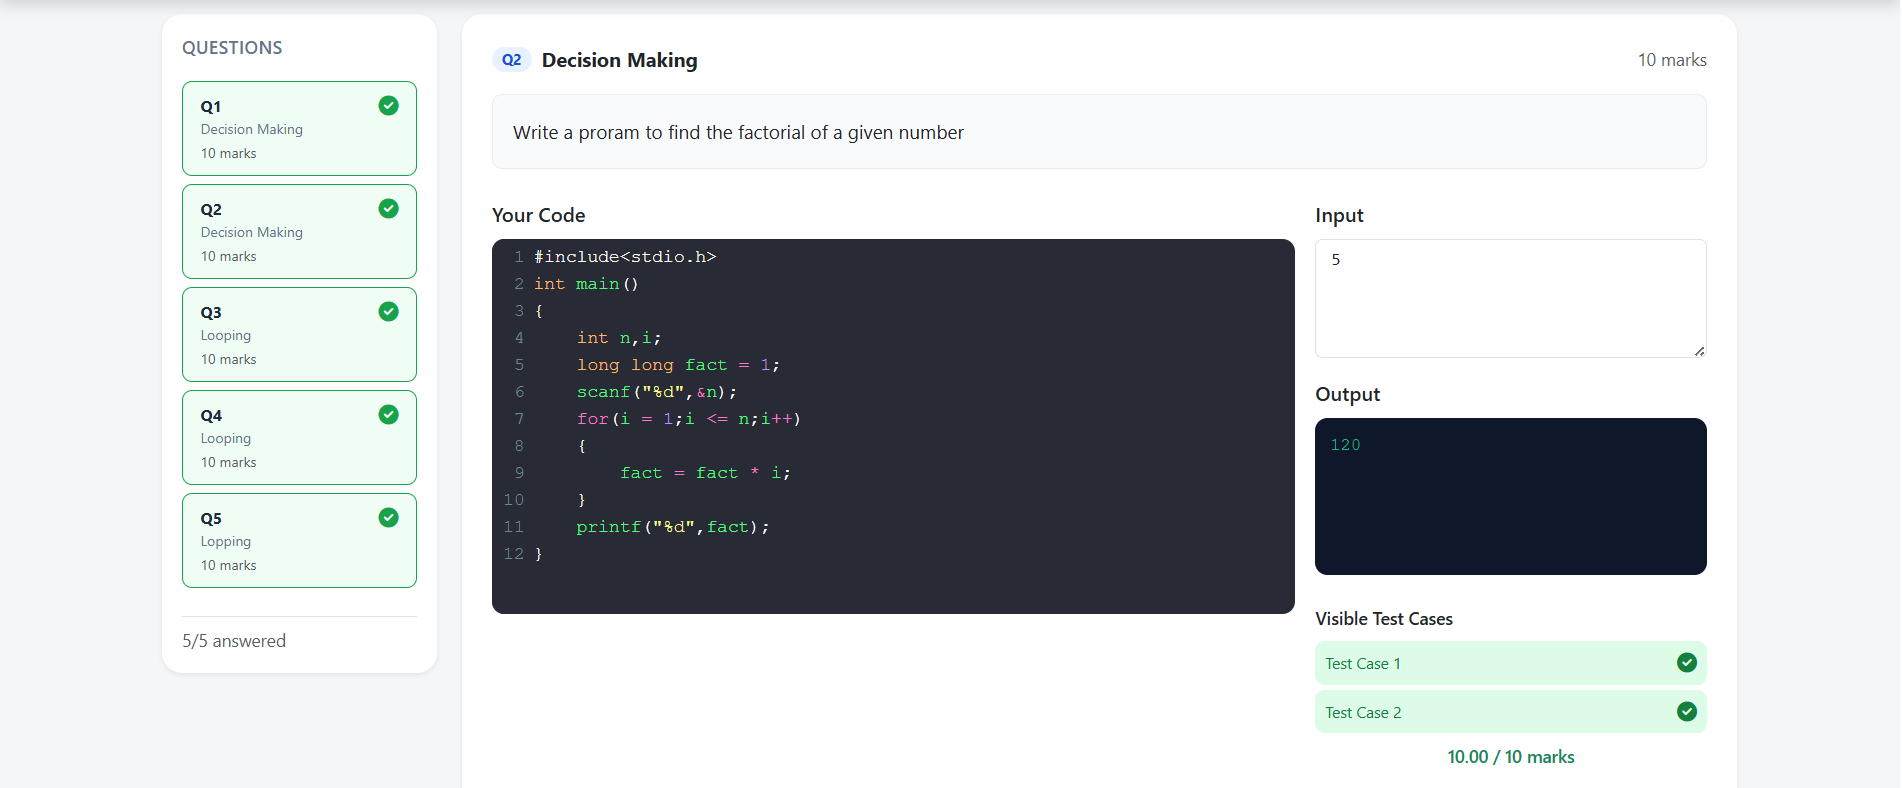 QUESTIONS
Q1
Decision Making
10 marks
Q2
Decision Making
10 marks
Q3
Looping
10 marks
Q4
Looping
10 marks
Q5
Lopping
10 marks
5/5 answered
Q2 Decision Making 10 marks
Write a proram to find the factorial of a given number
Your Code
1 #include<stdio.h>
2 int main()
3 {
4     int n,i;
5     long long fact = 1;
6     scanf("%d",&n);
7     for(i = 1;i <= n;i++)
8     {
9         fact = fact * i;
10     }
11     printf("%d",fact);
12 }
Input
5
Output
120
Visible Test Cases
Test Case 1
Test Case 2
10.00 / 10 marks